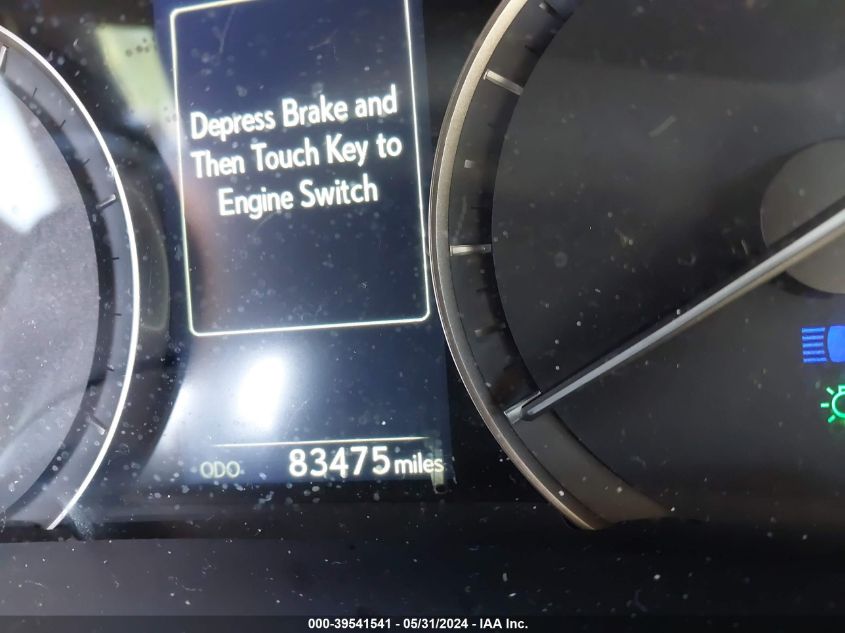 Depress Brake and
Then Touch Key to
Engine Switch
ODO 83475 miles
000-39541541 / 05/31/2024 - IAA Inc.